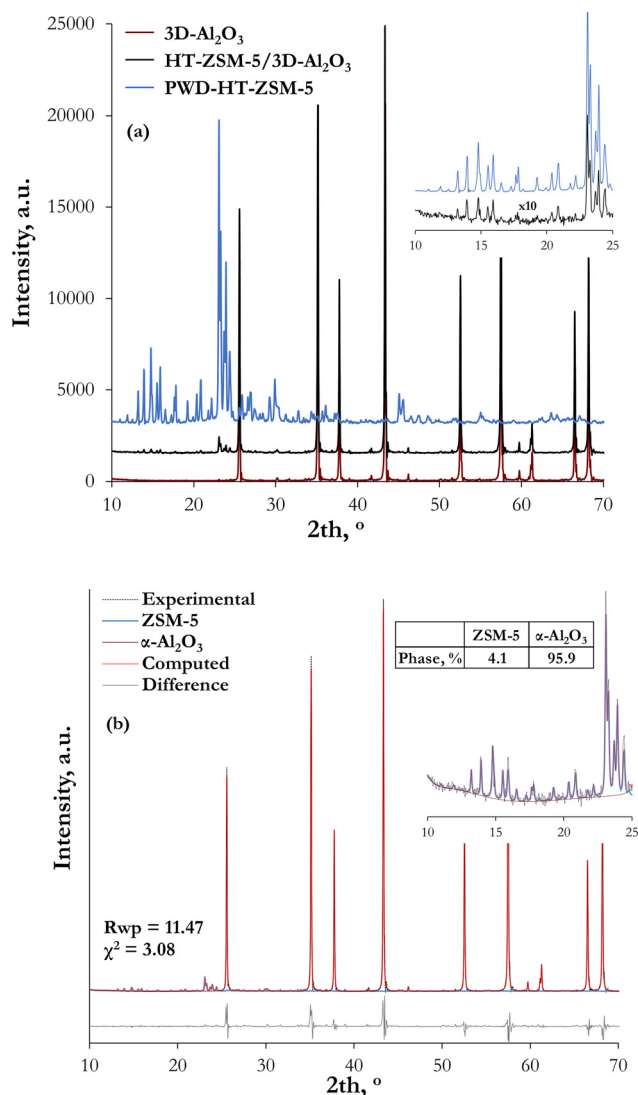 3D-Al₂O₃
HT-ZSM-5/3D-Al₂O₃
PWD-HT-ZSM-5
(a)
Intensity, a.u.
25000
20000
15000
10000
5000
0
x10
10 15 20 25
10 20 30 40 50 60 70
2th, °
Experimental
ZSM-5
α-Al₂O₃
Computed
Difference
(b)
ZSM-5 α-Al₂O₃
Phase, % 4.1 95.9
10 15 20 25
Intensity, a.u.
Rwp = 11.47
χ² = 3.08
10 20 30 40 50 60 70
2th, °